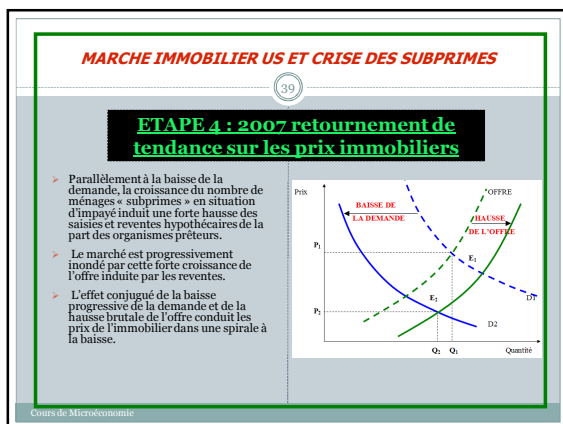 MARCHE IMMOBILIER US ET CRISE DES SUBPRIMES
39
ETAPE 4 : 2007 retournement de
tendance sur les prix immobiliers
Parallèlement à la baisse de la
demande, la croissance du nombre de
ménages « subprimes » en situation
d'impayé induit une forte hausse des
saisies et reventes hypothécaires de la
part des organismes prêteurs.
Le marché est progressivement
inondé par cette forte croissance de
l'offre induite par les reventes.
L'effet conjugué de la baisse
progressive de la demande et de la
hausse brutale de l'offre conduit les
prix de l'immobilier dans une spirale à
la baisse.
Prix
OFFRE
BAISSE DE
LA DEMANDE
HAUSSE
DE L'OFFRE
P1
E1
E2
D1
P2
D2
Q2
Q1
Quantité
Cours de Microéconomie